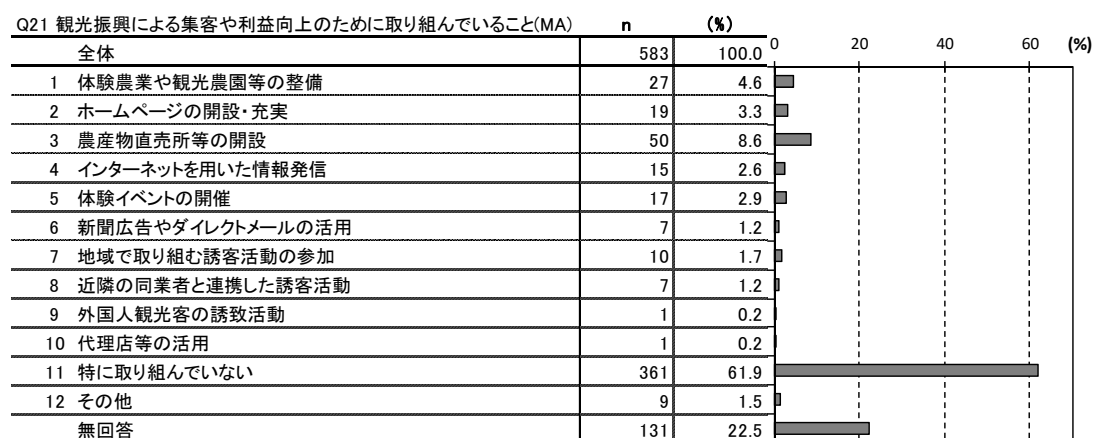 Q21 観光振興による集客や利益向上のために取り組んでいること(MA) n (%)
全体 583 100.0 0 20 40 60 (%)
1 体験農業や観光農園等の整備 27 4.6
2 ホームページの開設・充実 19 3.3
3 農産物直売所等の開設 50 8.6
4 インターネットを用いた情報発信 15 2.6
5 体験イベントの開催 17 2.9
6 新聞広告やダイレクトメールの活用 7 1.2
7 地域で取り組む誘客活動の参加 10 1.7
8 近隣の同業者と連携した誘客活動 7 1.2
9 外国人観光客の誘致活動 1 0.2
10 代理店等の活用 1 0.2
11 特に取り組んでいない 361 61.9
12 その他 9 1.5
無回答 131 22.5